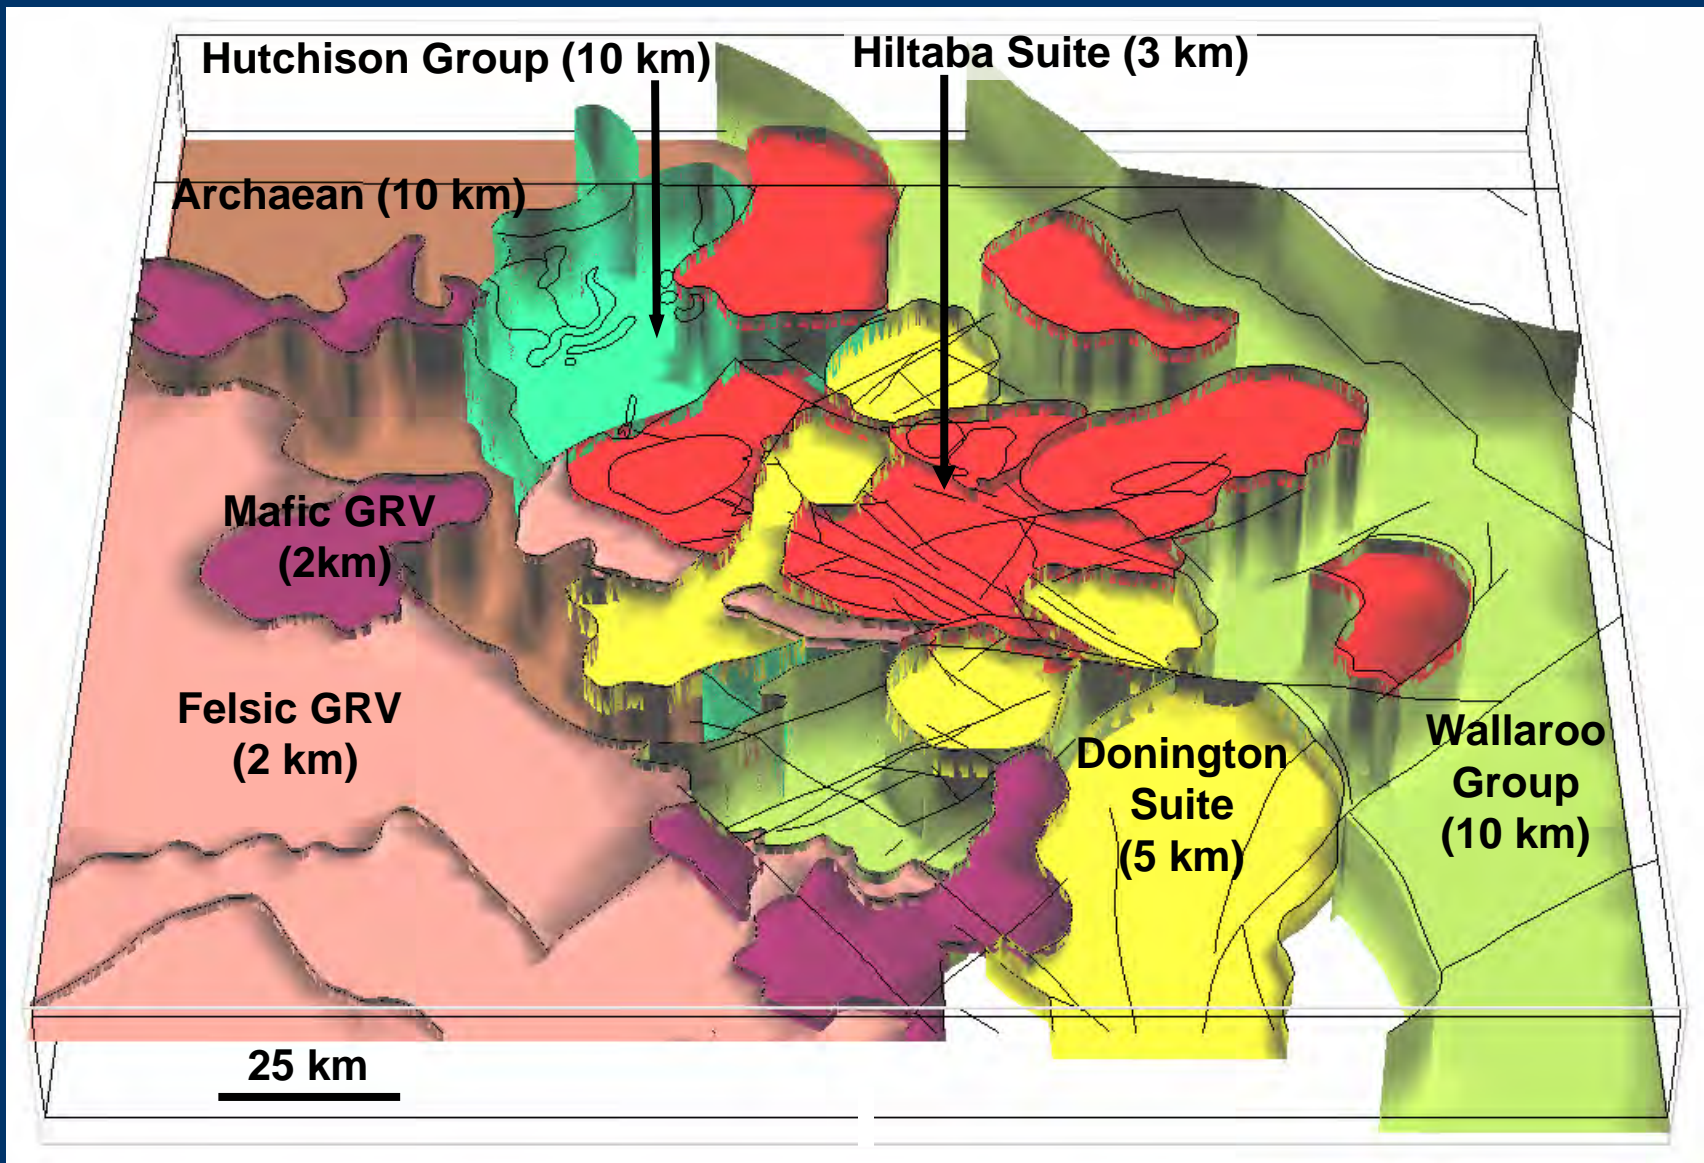 Hutchison Group (10 km)
Hiltaba Suite (3 km)
Archaean (10 km)
Mafic GRV
(2km)
Felsic GRV
(2 km)
Donington
Suite
(5 km)
Wallaroo
Group
(10 km)
25 km